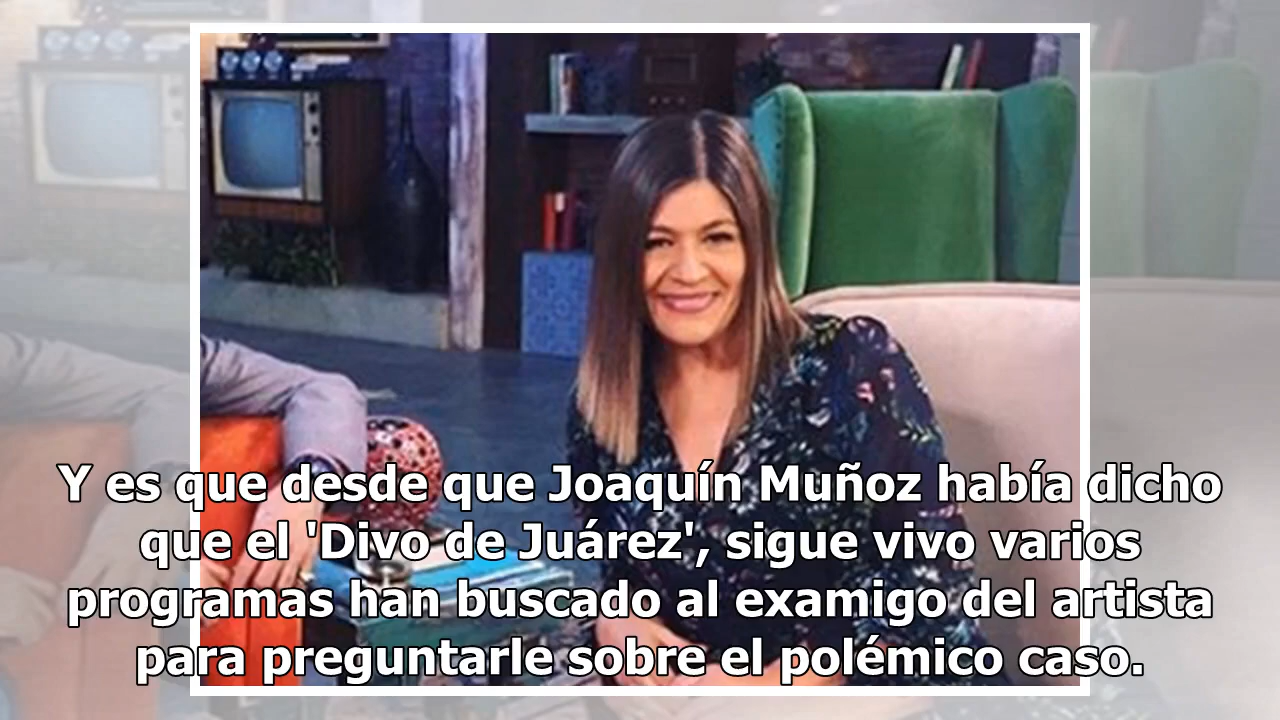 Y es que desde que Joaquín Muñoz había dicho
que el 'Divo de Juárez', sigue vivo varios
programas han buscado al examigo del artista
para preguntarle sobre el polémico caso.